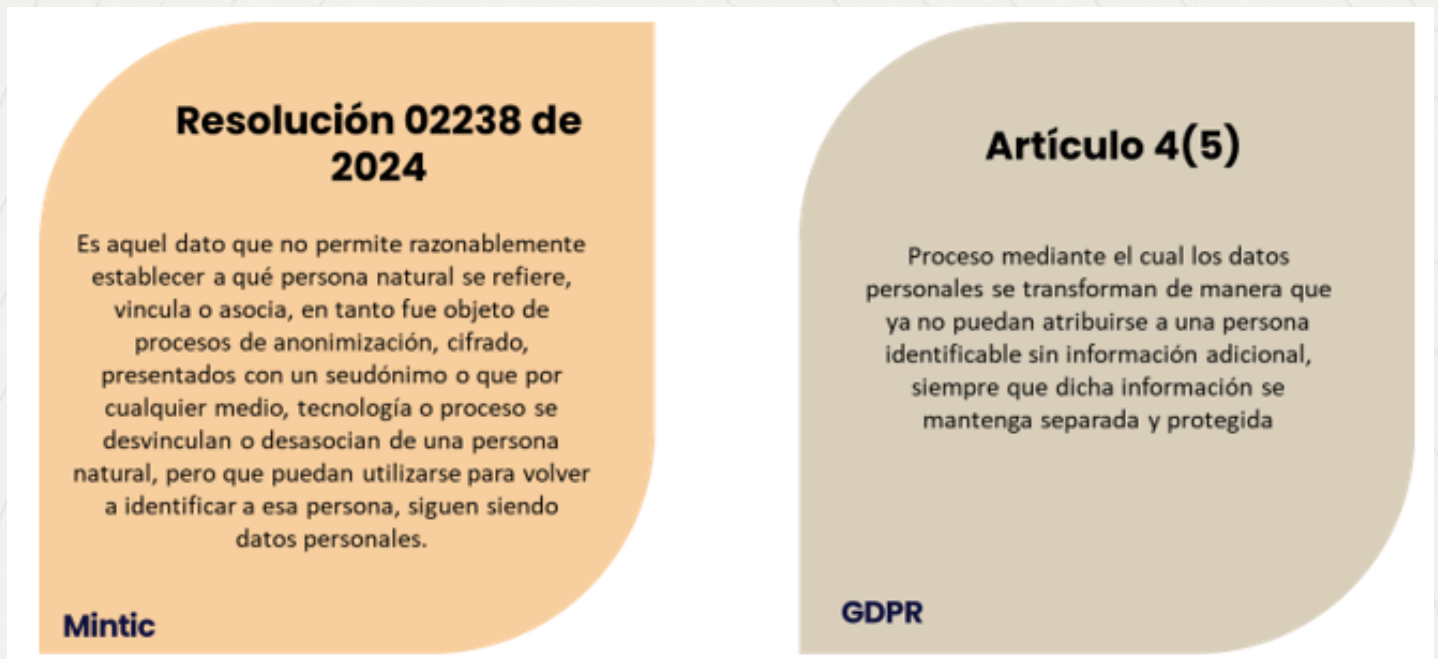 Resolución 02238 de
2024
Es aquel dato que no permite razonablemente
establecer a qué persona natural se refiere,
vincula o asocia, en tanto fue objeto de
procesos de anonimización, cifrado,
presentados con un seudónimo o que por
cualquier medio, tecnología o proceso se
desvinculan o desasocian de una persona
natural, pero que puedan utilizarse para volver
a identificar a esa persona, siguen siendo
datos personales.
Mintic
Artículo 4(5)
Proceso mediante el cual los datos
personales se transforman de manera que
ya no puedan atribuirse a una persona
identificable sin información adicional,
siempre que dicha información se
mantenga separada y protegida
GDPR